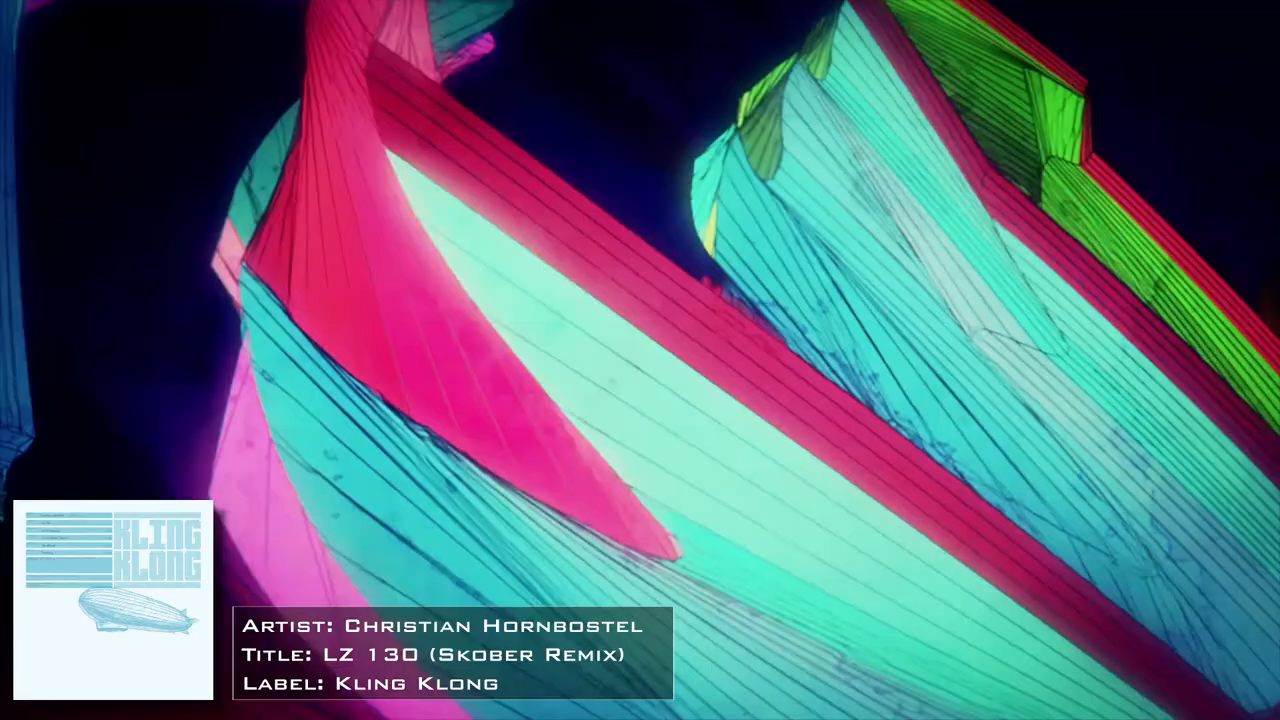 KLING
KLONG
Artist: Christian Hornbostel
Title: LZ 130 (Skober Remix)
Label: Kling Klong